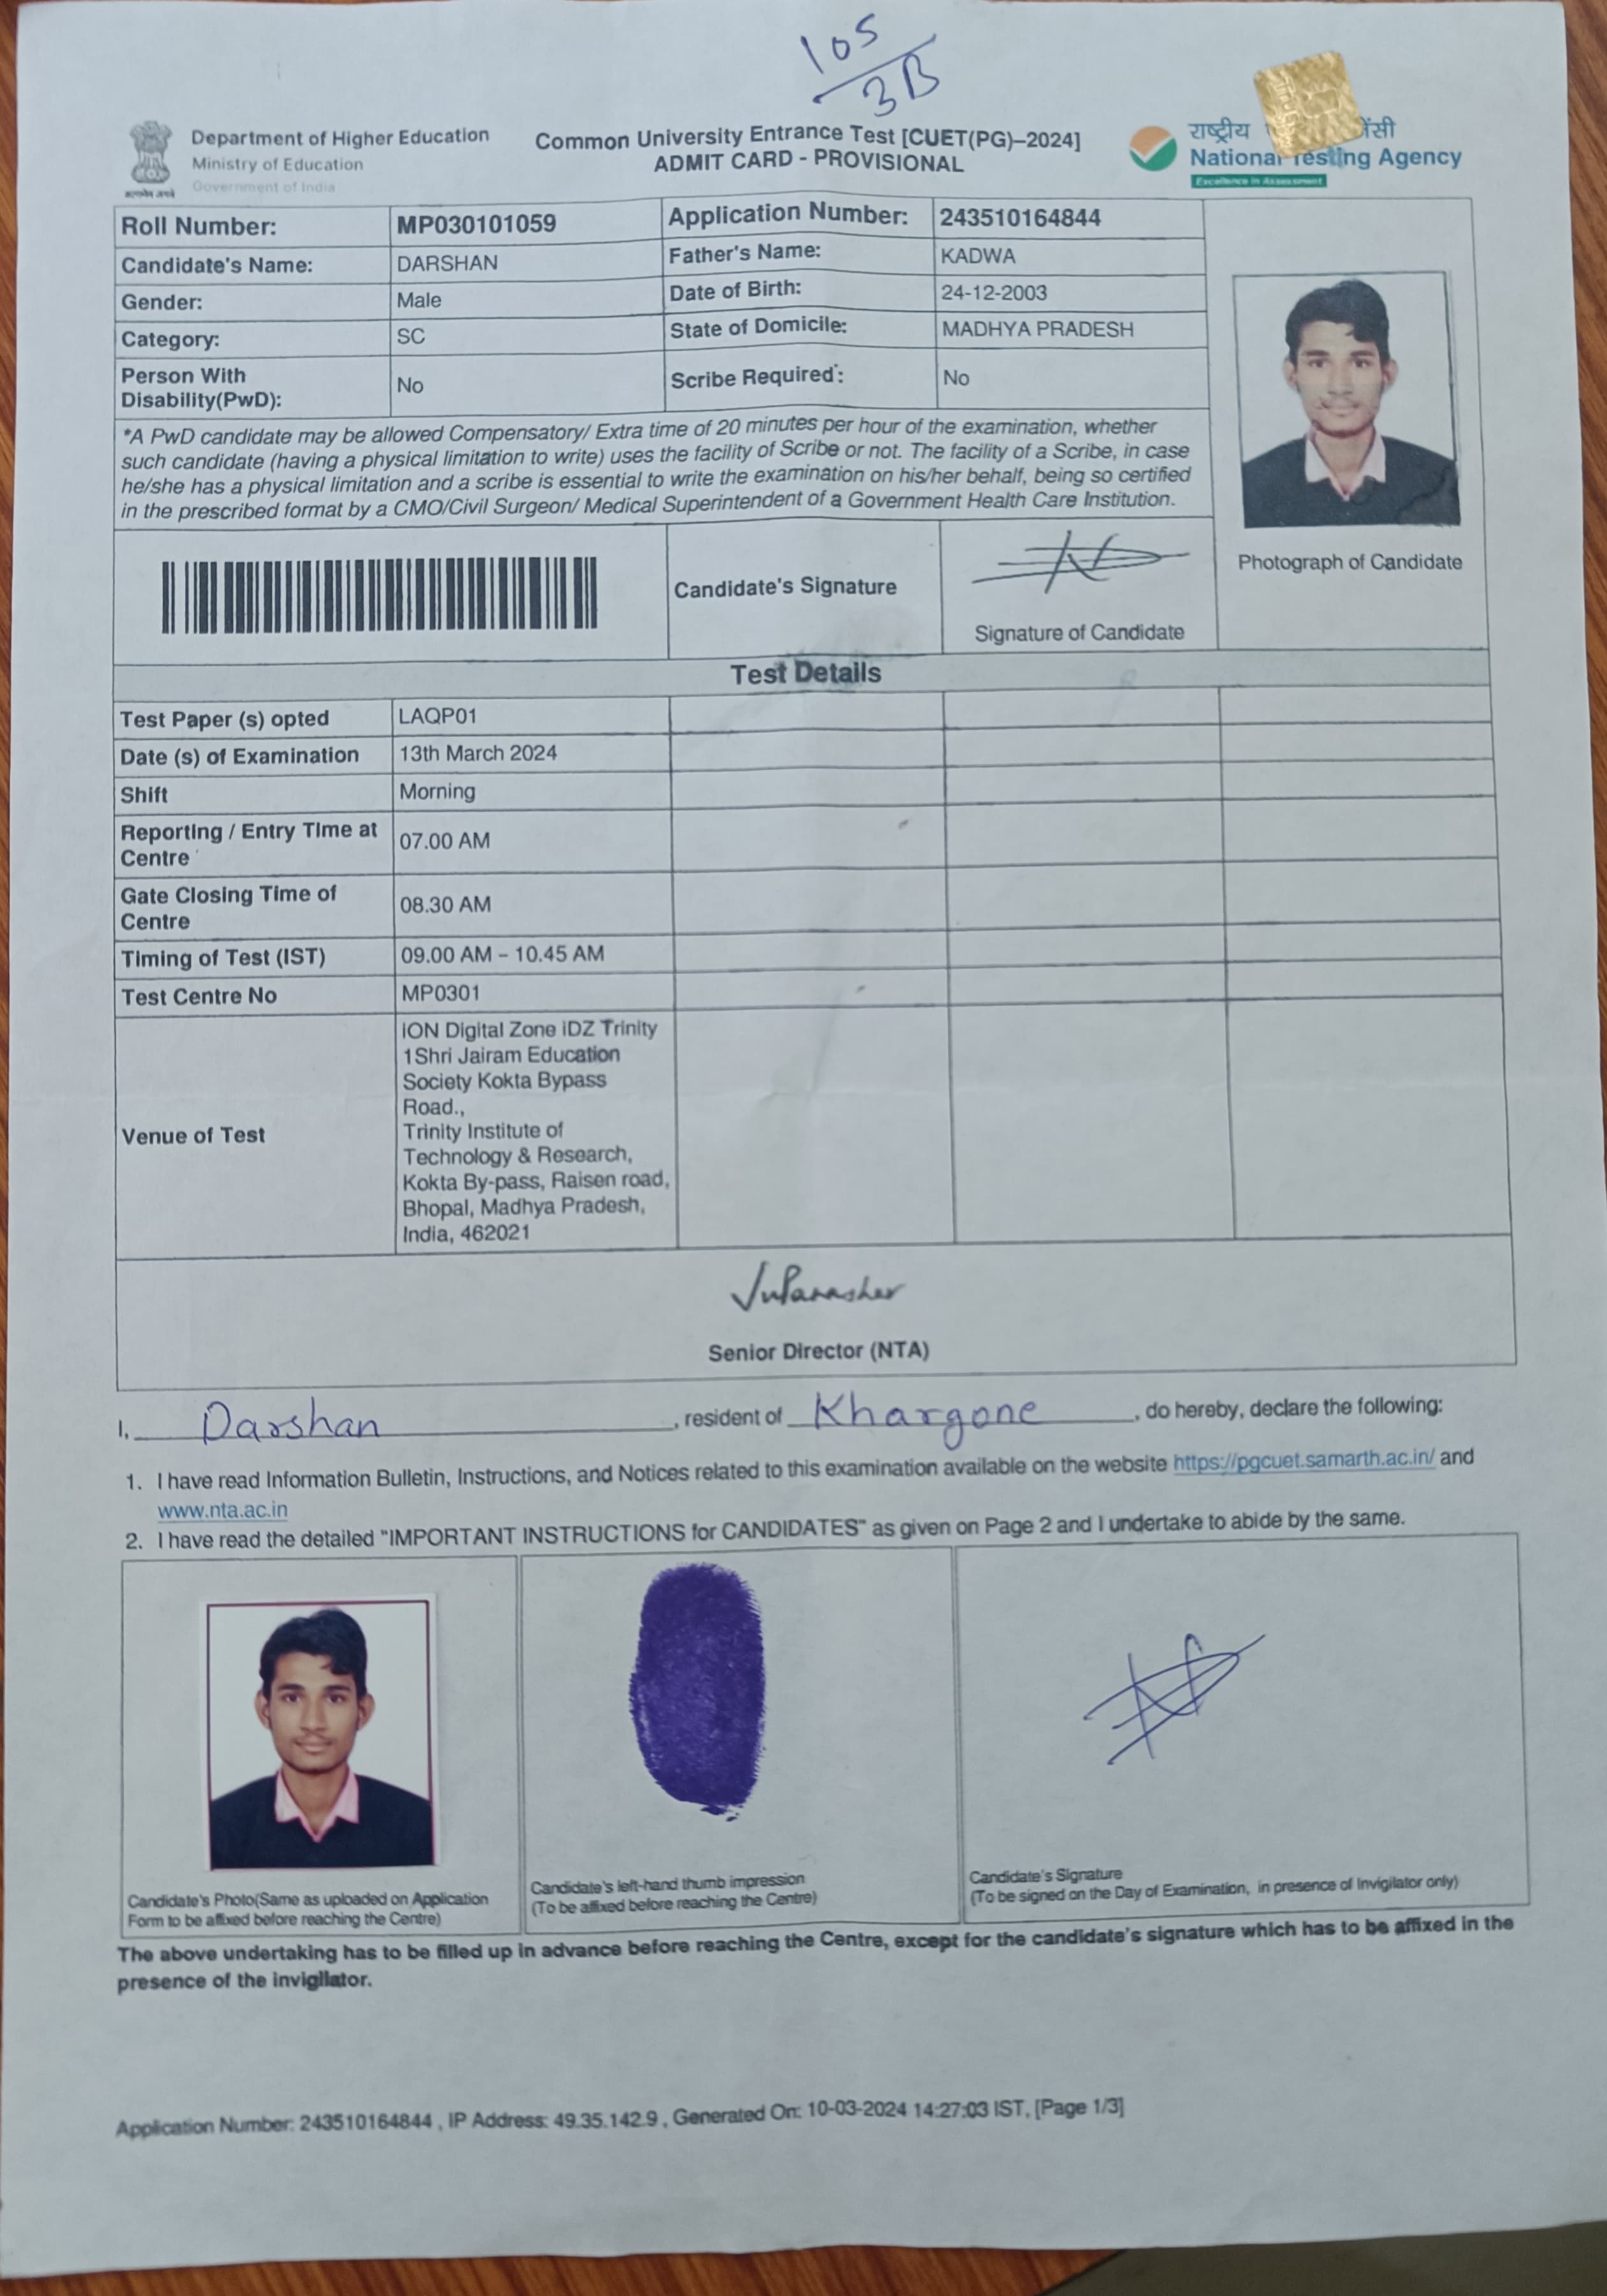 105
3B
Department of Higher Education
Ministry of Education
Government of India
Common University Entrance Test [CUET(PG)–2024]
ADMIT CARD - PROVISIONAL
राष्ट्रीय
National Testing Agency
Excellence in Assessment
Roll Number: MP030101059 Application Number: 243510164844
Candidate's Name: DARSHAN Father's Name: KADWA
Gender: Male Date of Birth: 24-12-2003
Category: SC State of Domicile: MADHYA PRADESH
Person With
Disability(PwD): No Scribe Required*: No
*A PwD candidate may be allowed Compensatory/ Extra time of 20 minutes per hour of the examination, whether
such candidate (having a physical limitation to write) uses the facility of Scribe or not. The facility of a Scribe, in case
he/she has a physical limitation and a scribe is essential to write the examination on his/her behalf, being so certified
in the prescribed format by a CMO/Civil Surgeon/ Medical Superintendent of a Government Health Care Institution.
Candidate's Signature
Signature of Candidate
Photograph of Candidate
Test Details
Test Paper (s) opted LAQP01
Date (s) of Examination 13th March 2024
Shift Morning
Reporting / Entry Time at
Centre 07.00 AM
Gate Closing Time of
Centre 08.30 AM
Timing of Test (IST) 09.00 AM – 10.45 AM
Test Centre No MP0301
Venue of Test
iON Digital Zone iDZ Trinity
1Shri Jairam Education
Society Kokta Bypass
Road.,
Trinity Institute of
Technology & Research,
Kokta By-pass, Raisen road,
Bhopal, Madhya Pradesh,
India, 462021
Senior Director (NTA)
I, Darshan, resident of Khargone, do hereby, declare the following:
1. I have read Information Bulletin, Instructions, and Notices related to this examination available on the website https://pgcuet.samarth.ac.in/ and
www.nta.ac.in
2. I have read the detailed "IMPORTANT INSTRUCTIONS for CANDIDATES" as given on Page 2 and I undertake to abide by the same.
Candidate's Photo(Same as uploaded on Application
Form to be affixed before reaching the Centre)
Candidate's left-hand thumb impression
(To be affixed before reaching the Centre)
Candidate's Signature
(To be signed on the Day of Examination, in presence of Invigilator only)
The above undertaking has to be filled up in advance before reaching the Centre, except for the candidate's signature which has to be affixed in the
presence of the invigilator.
Application Number: 243510164844 , IP Address: 49.35.142.9 , Generated On: 10-03-2024 14:27:03 IST, [Page 1/3]